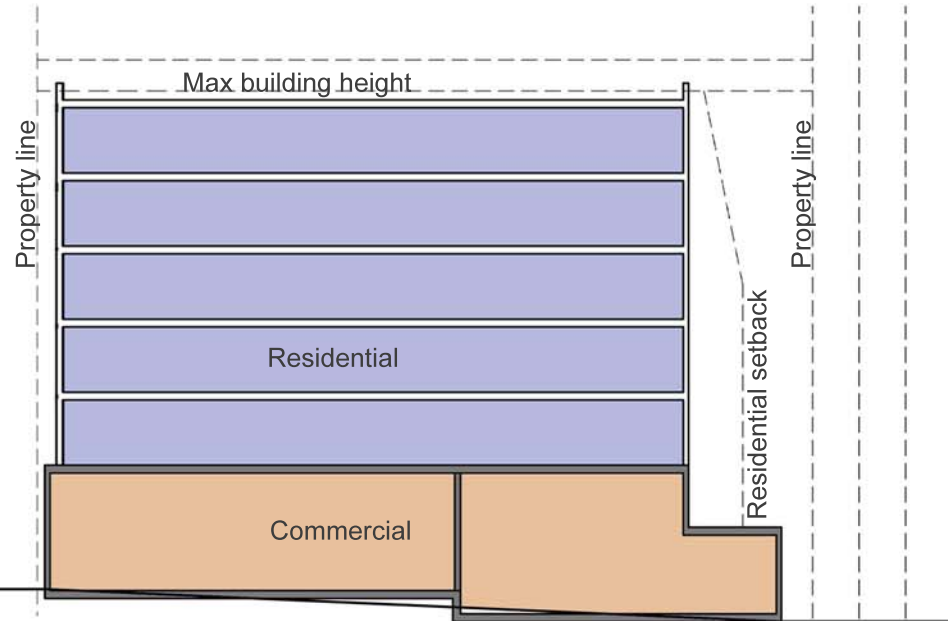 Max building height
Property line
Property line
Residential setback
Residential
Commercial